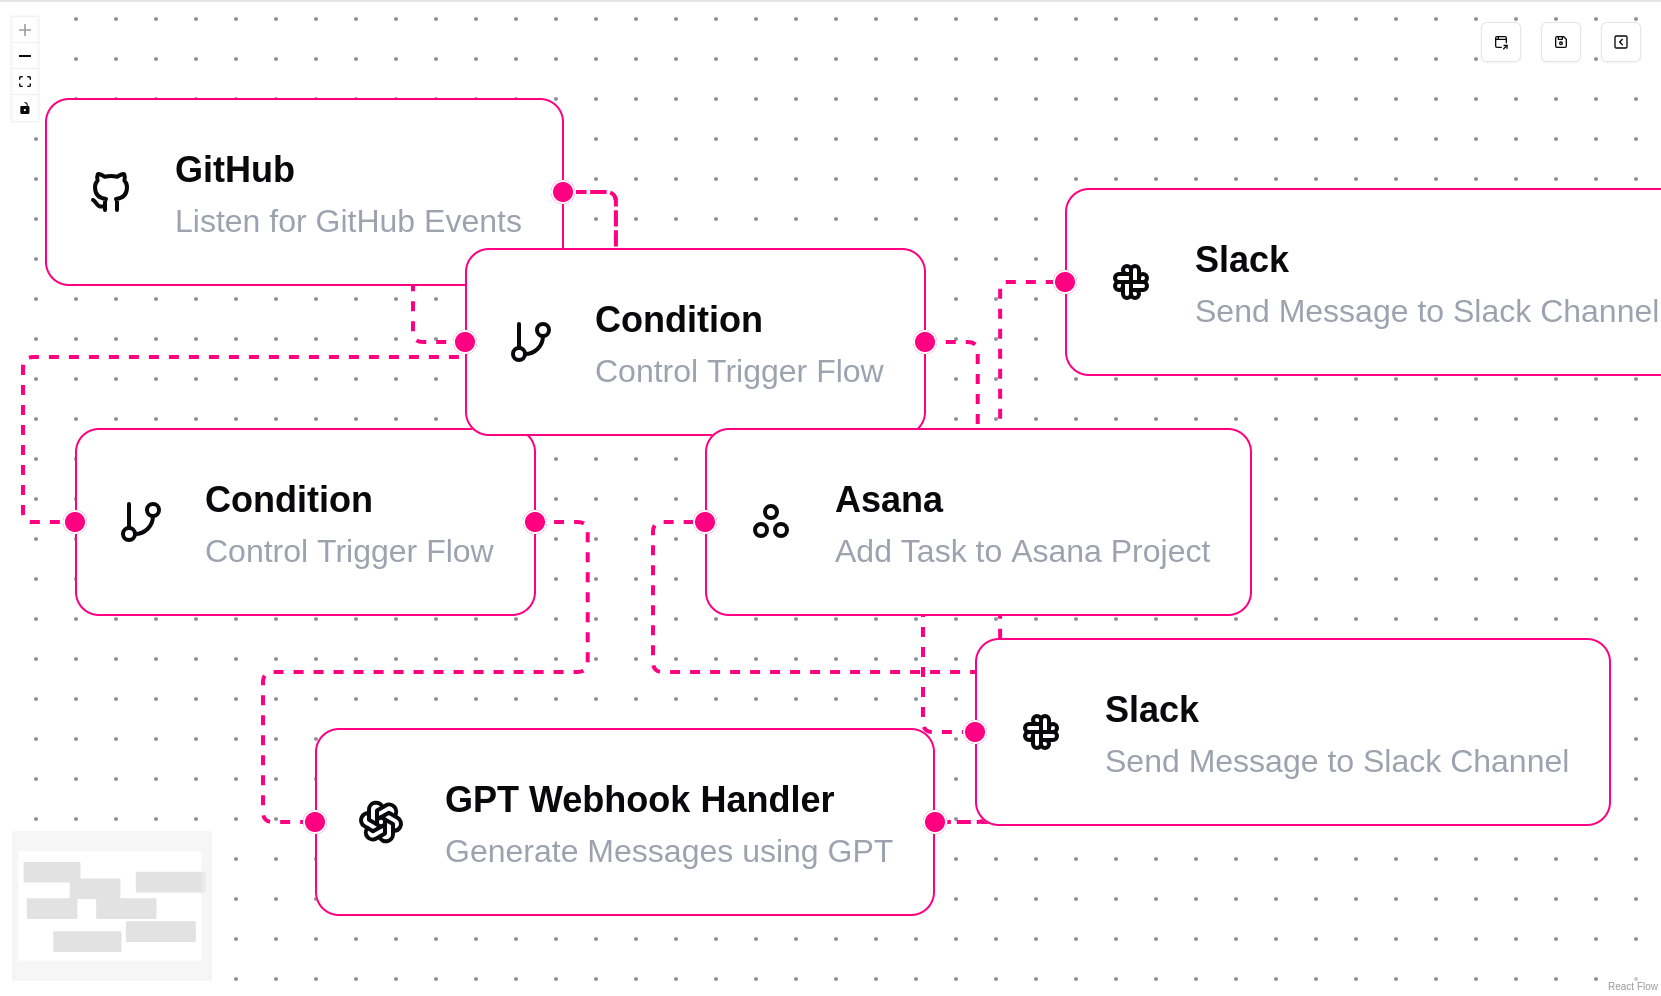 GitHub
Listen for GitHub Events
Slack
Send Message to Slack Channel
Condition
Control Trigger Flow
Condition
Control Trigger Flow
Asana
Add Task to Asana Project
Slack
Send Message to Slack Channel
GPT Webhook Handler
Generate Messages using GPT
React Flow